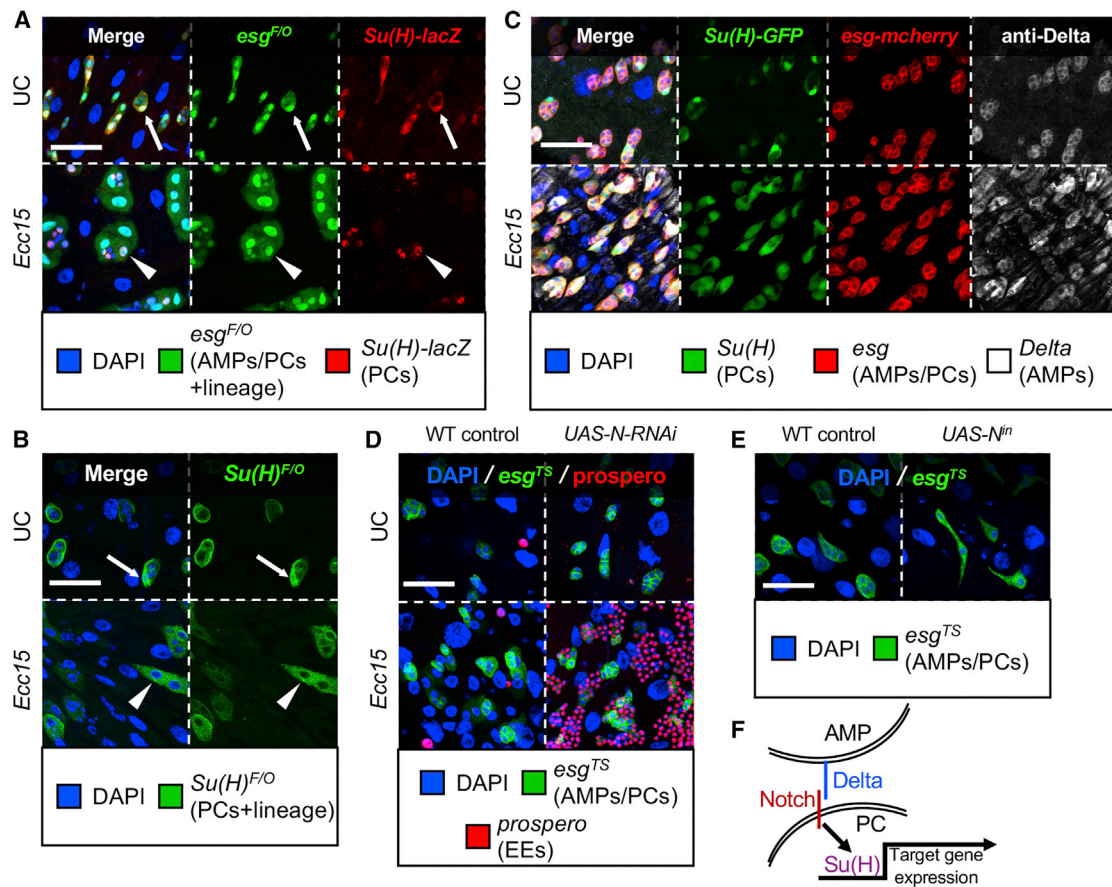 A
Merge
esgF/O
Su(H)-lacZ
UC
Ecc15
DAPI
esgF/O
(AMPs/PCs
+lineage)
Su(H)-lacZ
(PCs)
B
Merge
Su(H)F/O
UC
Ecc15
DAPI
Su(H)F/O
(PCs+lineage)
C
Merge
Su(H)-GFP
esg-mcherry
anti-Delta
UC
Ecc15
DAPI
Su(H)
(PCs)
esg
(AMPs/PCs)
Delta
(AMPs)
D
WT control
UAS-N-RNAi
DAPI / esgTS / prospero
UC
Ecc15
DAPI
esgTS
(AMPs/PCs)
prospero
(EEs)
E
WT control
UAS-Nin
DAPI / esgTS
DAPI
esgTS
(AMPs/PCs)
F
AMP
Delta
Notch
PC
Su(H)
Target gene
expression